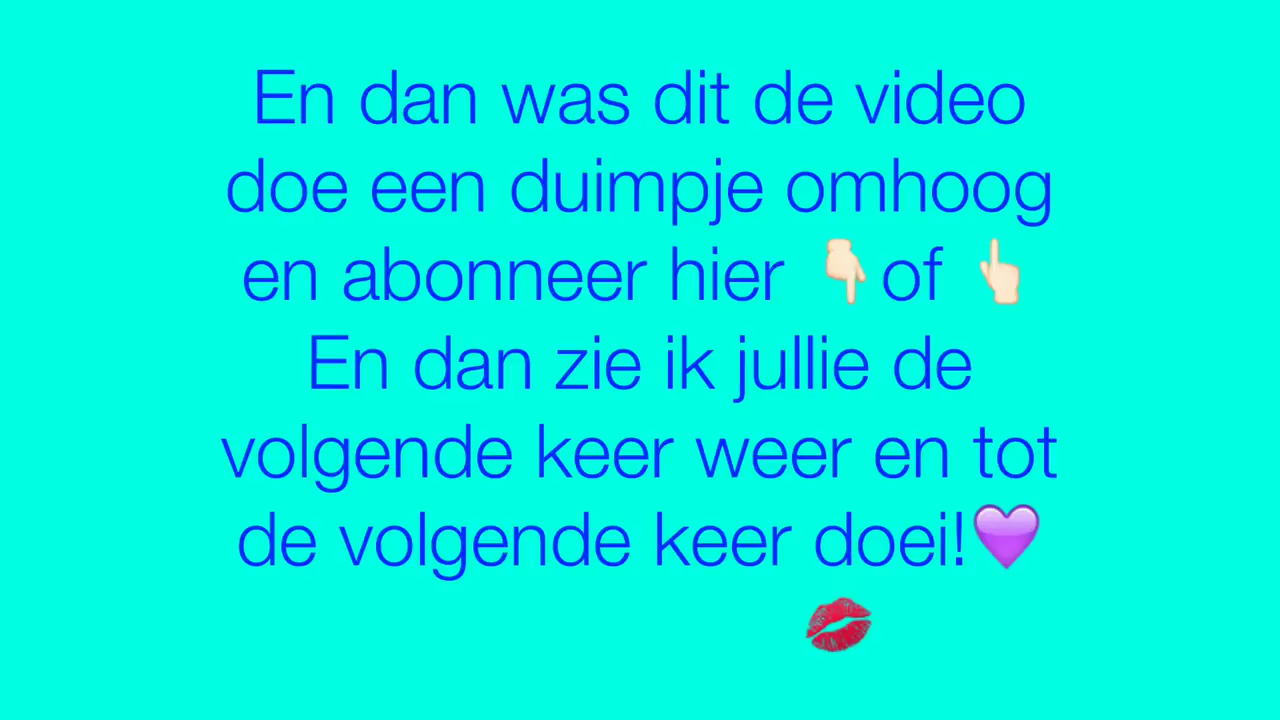 En dan was dit de video
doe een duimpje omhoog
en abonneer hier 👇🏻of 👆🏻
En dan zie ik jullie de
volgende keer weer en tot
de volgende keer doei!💜
💋